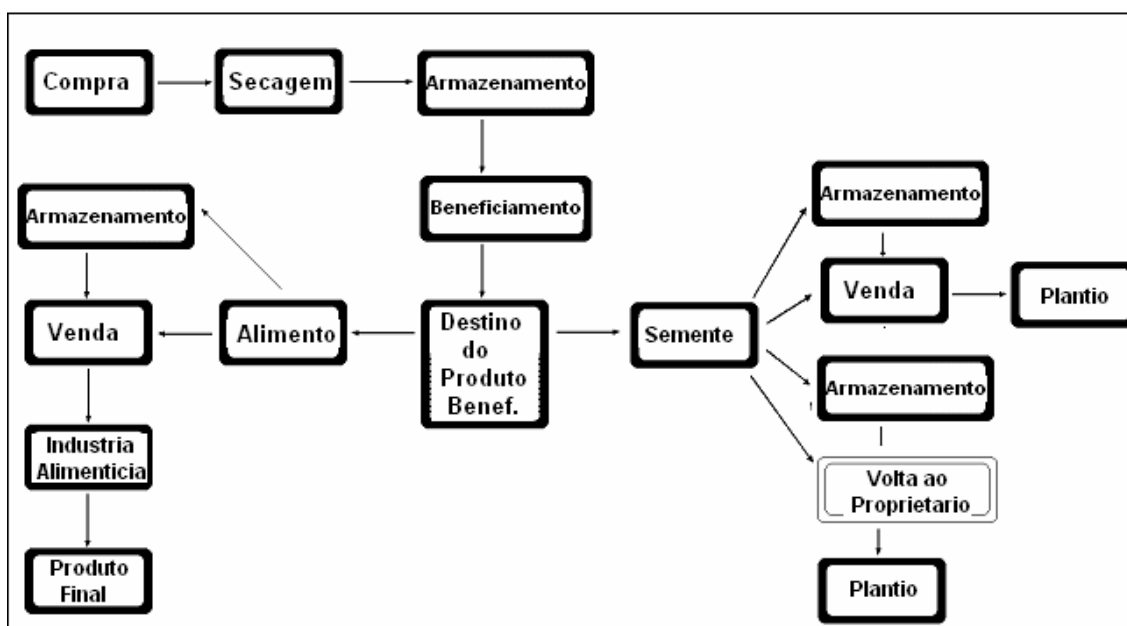 Compra
Secagem
Armazenamento
Beneficiamento
Armazenamento
Armazenamento
Venda
Alimento
Destino
do
Produto
Benef.
Semente
Venda
Plantio
Armazenamento
Industria
Alimenticia
Volta ao
Proprietario
Produto
Final
Plantio